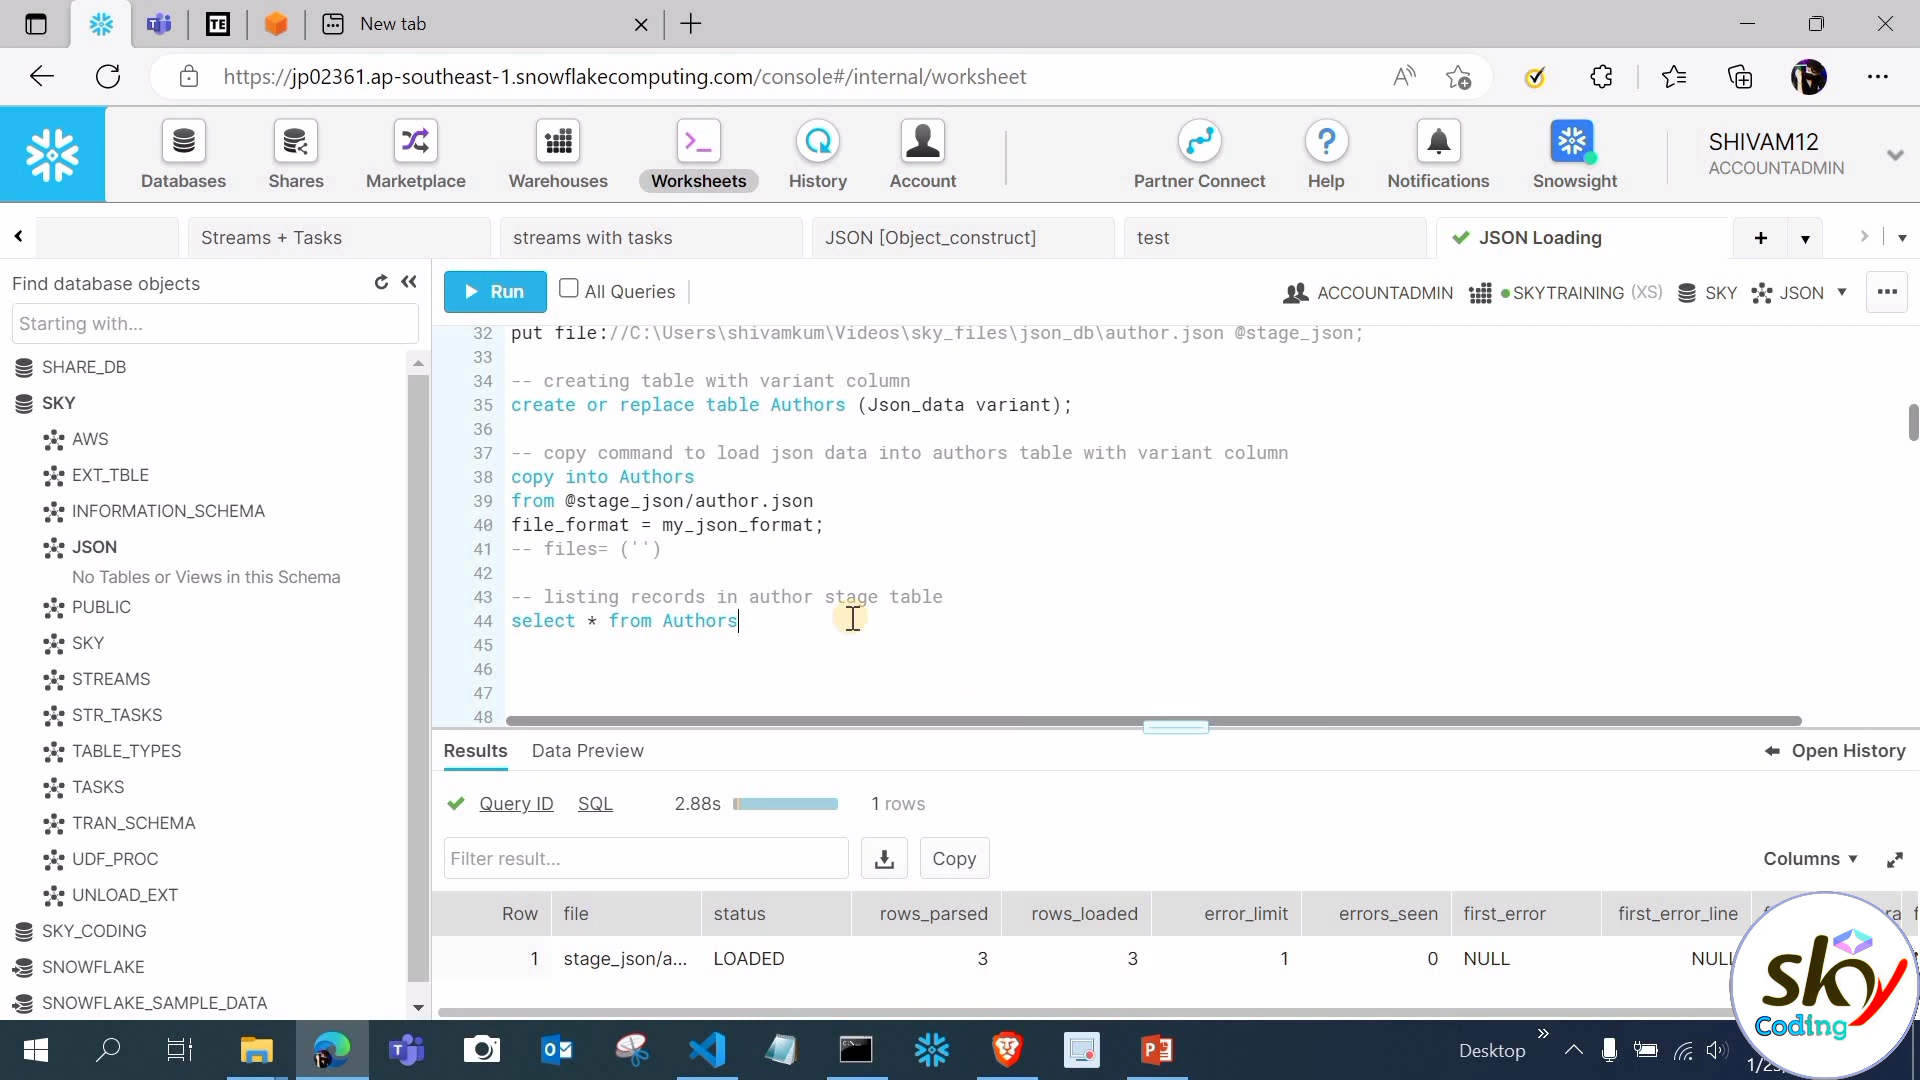 New tab
https://jp02361.ap-southeast-1.snowflakecomputing.com/console#/internal/worksheet
Databases
Shares
Marketplace
Warehouses
Worksheets
History
Account
Partner Connect
Help
Notifications
Snowsight
SHIVAM12
ACCOUNTADMIN
Streams + Tasks
streams with tasks
JSON [Object_construct]
test
JSON Loading
Find database objects
Starting with...
SHARE_DB
SKY
AWS
EXT_TBLE
INFORMATION_SCHEMA
JSON
No Tables or Views in this Schema
PUBLIC
SKY
STREAMS
STR_TASKS
TABLE_TYPES
TASKS
TRAN_SCHEMA
UDF_PROC
UNLOAD_EXT
SKY_CODING
SNOWFLAKE
SNOWFLAKE_SAMPLE_DATA
Run
All Queries
ACCOUNTADMIN
SKYTRAINING (XS)
SKY
JSON
32 put file://C:\Users\shivamkum\Videos\sky_files\json_db\author.json @stage_json;
33
34 -- creating table with variant column
35 create or replace table Authors (Json_data variant);
36
37 -- copy command to load json data into authors table with variant column
38 copy into Authors
39 from @stage_json/author.json
40 file_format = my_json_format;
41 -- files= ('')
42
43 -- listing records in author stage table
44 select * from Authors
45
46
47
48
Results
Data Preview
Open History
Query ID
SQL
2.88s
1 rows
Filter result...
Copy
Columns
Row file status rows_parsed rows_loaded error_limit errors_seen first_error first_error_line
1 stage_json/a... LOADED 3 3 1 0 NULL NULL
sky
Coding
TE
Desktop